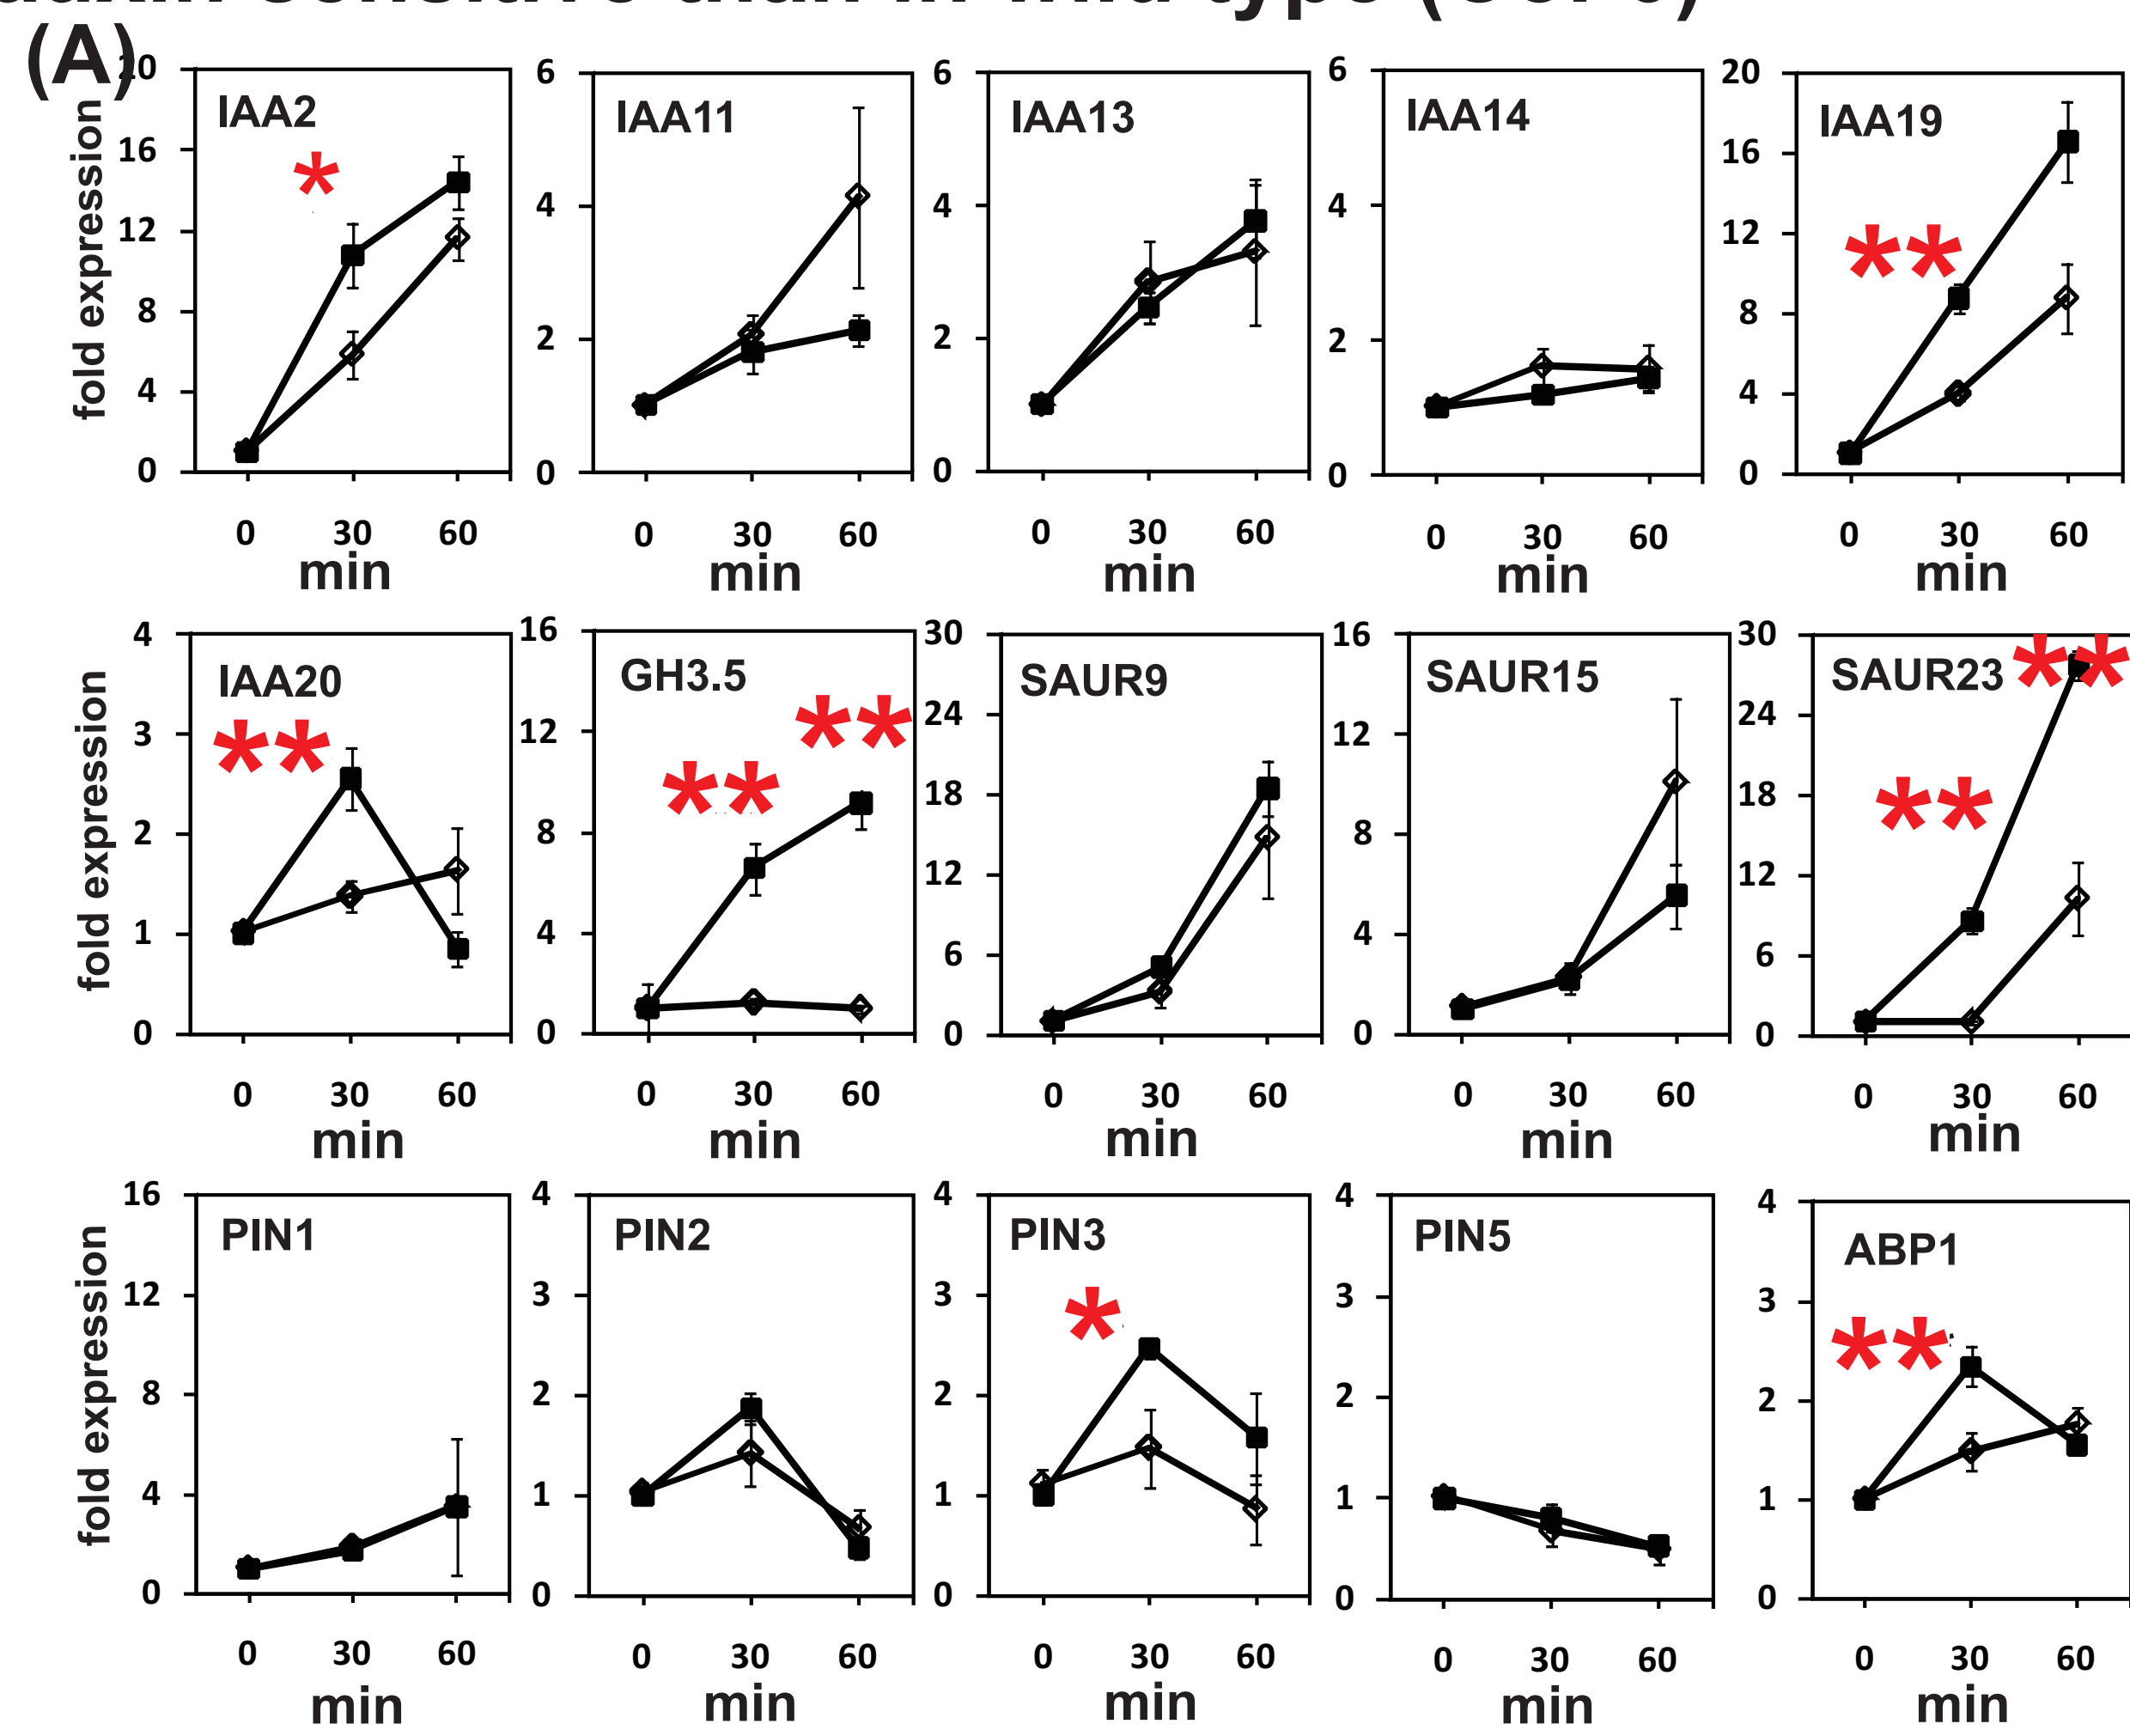 (A)
IAA2 IAA11 IAA13 IAA14 IAA19
fold expression
20 16 12 8 4 0
6 4 2 0
6 4 2 0
6 4 2 0
20 16 12 8 4 0
* **
0 30 60 0 30 60 0 30 60 0 30 60 0 30 60
min min min min min
IAA20 GH3.5 SAUR9 SAUR15 SAUR23
fold expression
4 3 2 1 0
16 12 8 4 0
30 24 18 12 6 0
16 12 8 4 0
30 24 18 12 6 0
** ** ** ** **
0 30 60 0 30 60 0 30 60 0 30 60 0 30 60
min min min min min
PIN1 PIN2 PIN3 PIN5 ABP1
fold expression
16 12 8 4 0
4 3 2 1 0
4 3 2 1 0
4 3 2 1 0
4 3 2 1 0
* **
0 30 60 0 30 60 0 30 60 0 30 60 0 30 60
min min min min min